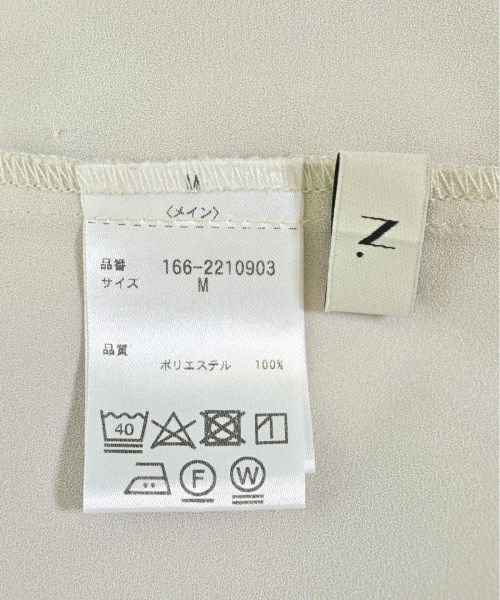 M
〈メイン〉
品番 166-2210903
サイズ M
品質 ポリエステル 100%
40
F W
N.